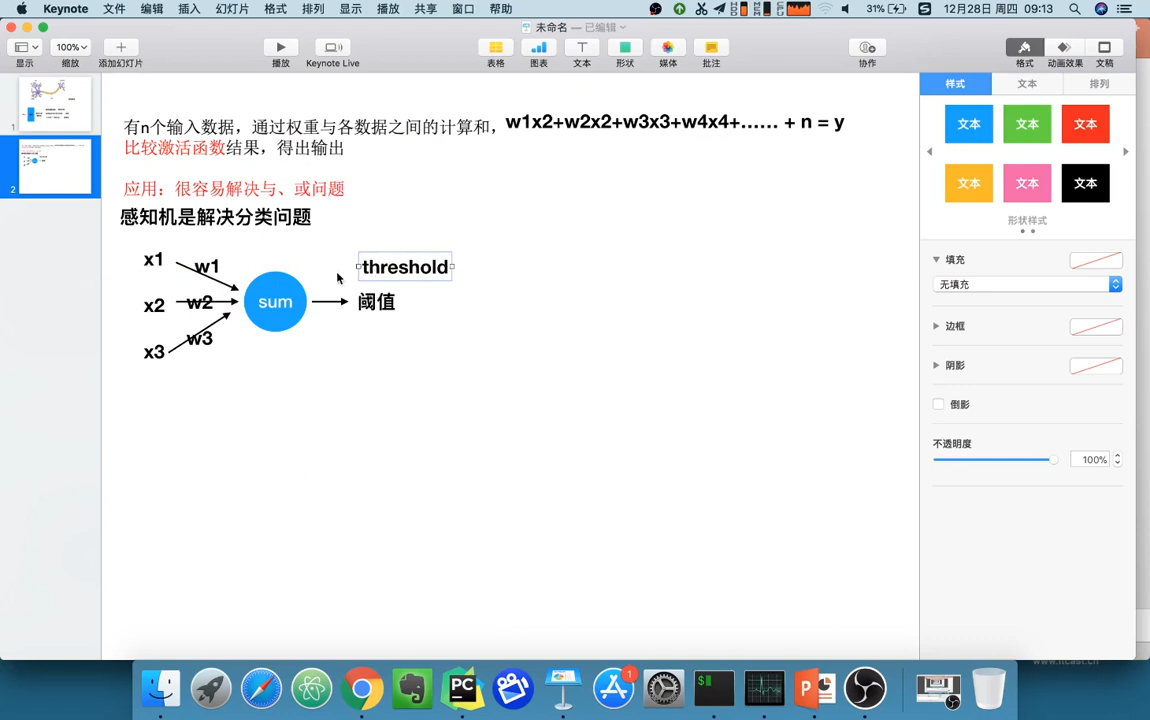 Keynote 文件 编辑 插入 幻灯片 格式 排列 显示 播放 共享 窗口 帮助 31% 12月28日 周四 09:13
未命名 — 已编辑
100%
显示 缩放 添加幻灯片 播放 Keynote Live 表格 图表 文本 形状 媒体 批注 协作 格式 动画效果 文稿
样式 文本 排列
1
2
有n个输入数据，通过权重与各数据之间的计算和，w1x2+w2x2+w3x3+w4x4+...... + n = y
比较激活函数结果，得出输出
应用：很容易解决与、或问题
感知机是解决分类问题
x1 w1
x2 w2
x3 w3
sum
threshold
阈值
文本 文本 文本
文本 文本 文本
形状样式
填充
无填充
边框
阴影
倒影
不透明度
100%
PC
1
$
P
www.itcast.cn